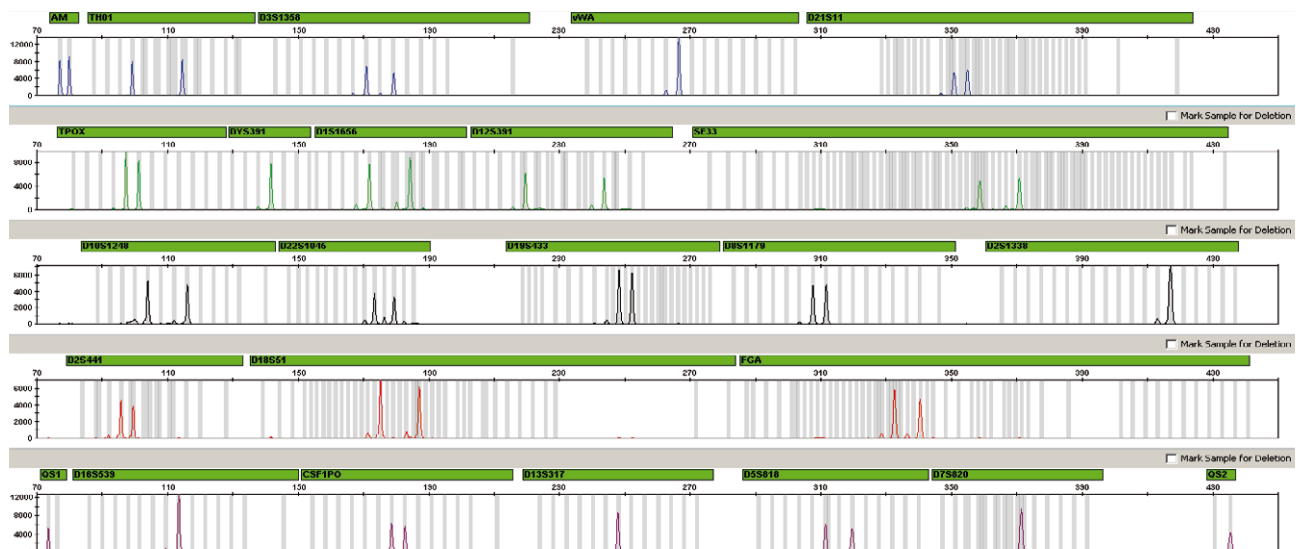 AM TH01 D3S1358 vWA D21S11
70 110 150 190 230 270 310 350 390 430
12000
8000
4000
0
Mark Sample for Deletion
TPOX DYS391 D1S1656 D12S391 SE33
70 110 150 190 230 270 310 350 390 430
8000
4000
0
Mark Sample for Deletion
D10S1248 D22S1045 D19S433 D8S1179 D2S1338
70 110 150 190 230 270 310 350 390 430
6000
4000
2000
0
Mark Sample for Deletion
D2S441 D18S51 FGA
70 110 150 190 230 270 310 350 390 430
6000
4000
2000
0
Mark Sample for Deletion
QS1 D16S539 CSF1PO D13S317 D5S818 D7S820 QS2
70 110 150 190 230 270 310 350 390 430
12000
8000
4000